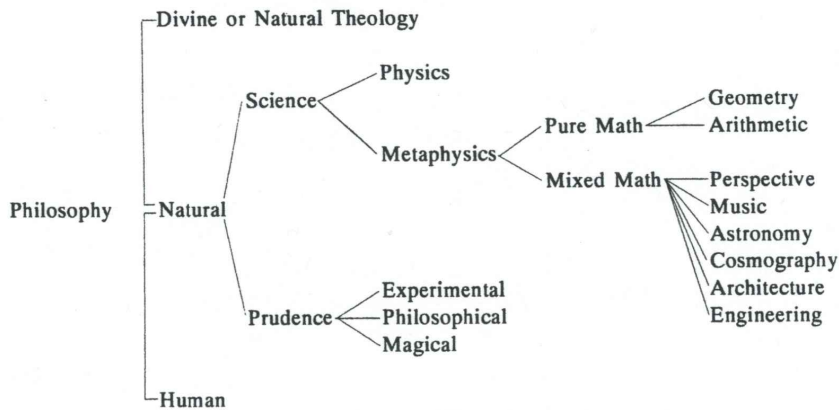 Divine or Natural Theology
Physics
Science
Geometry
Pure Math
Arithmetic
Metaphysics
Mixed Math
Perspective
Philosophy
Natural
Music
Astronomy
Cosmography
Architecture
Experimental
Prudence
Philosophical
Engineering
Magical
Human